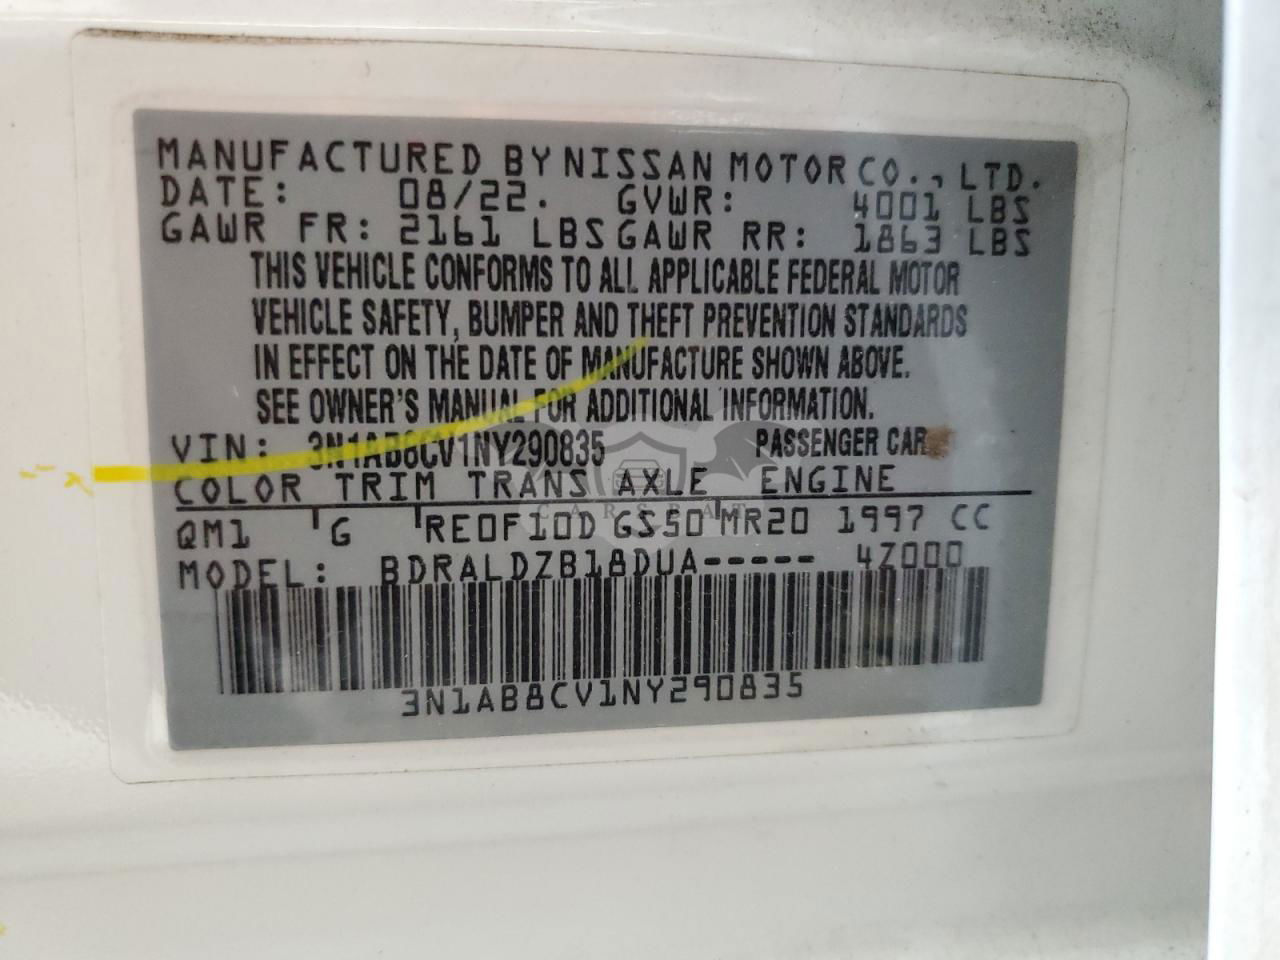 MANUFACTURED BY NISSAN MOTOR CO., LTD.
DATE: 08/22. GVWR: 4001 LBS
GAWR FR: 2161 LBS GAWR RR: 1863 LBS
THIS VEHICLE CONFORMS TO ALL APPLICABLE FEDERAL MOTOR
VEHICLE SAFETY, BUMPER AND THEFT PREVENTION STANDARDS
IN EFFECT ON THE DATE OF MANUFACTURE SHOWN ABOVE.
SEE OWNER'S MANUAL FOR ADDITIONAL INFORMATION.
VIN: 3N1AB8CV1NY290835 PASSENGER CAR
COLOR TRIM TRANS AXLE ENGINE
CARSBAT
QM1 G RE0F10D GS50 MR20 1997 CC
MODEL: BDRALDZB18DUA----- 4Z000
3N1AB8CV1NY290835